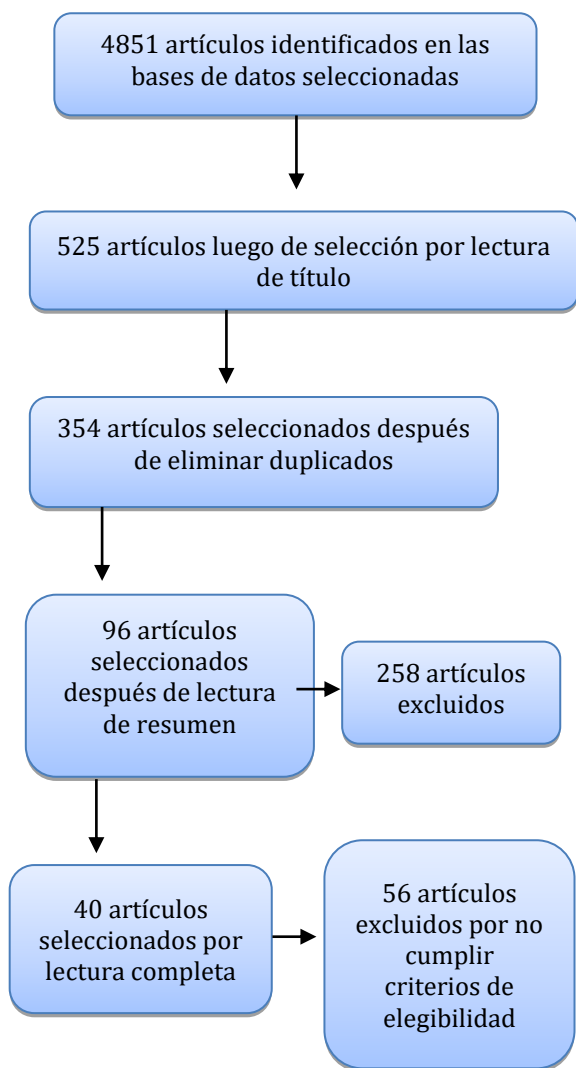 4851 artículos identificados en las
bases de datos seleccionadas
525 artículos luego de selección por lectura
de título
354 artículos seleccionados después
de eliminar duplicados
96 artículos
seleccionados
después de lectura
de resumen
258 artículos
excluidos
40 artículos
seleccionados por
lectura completa
56 artículos
excluidos por no
cumplir
criterios de
elegibilidad